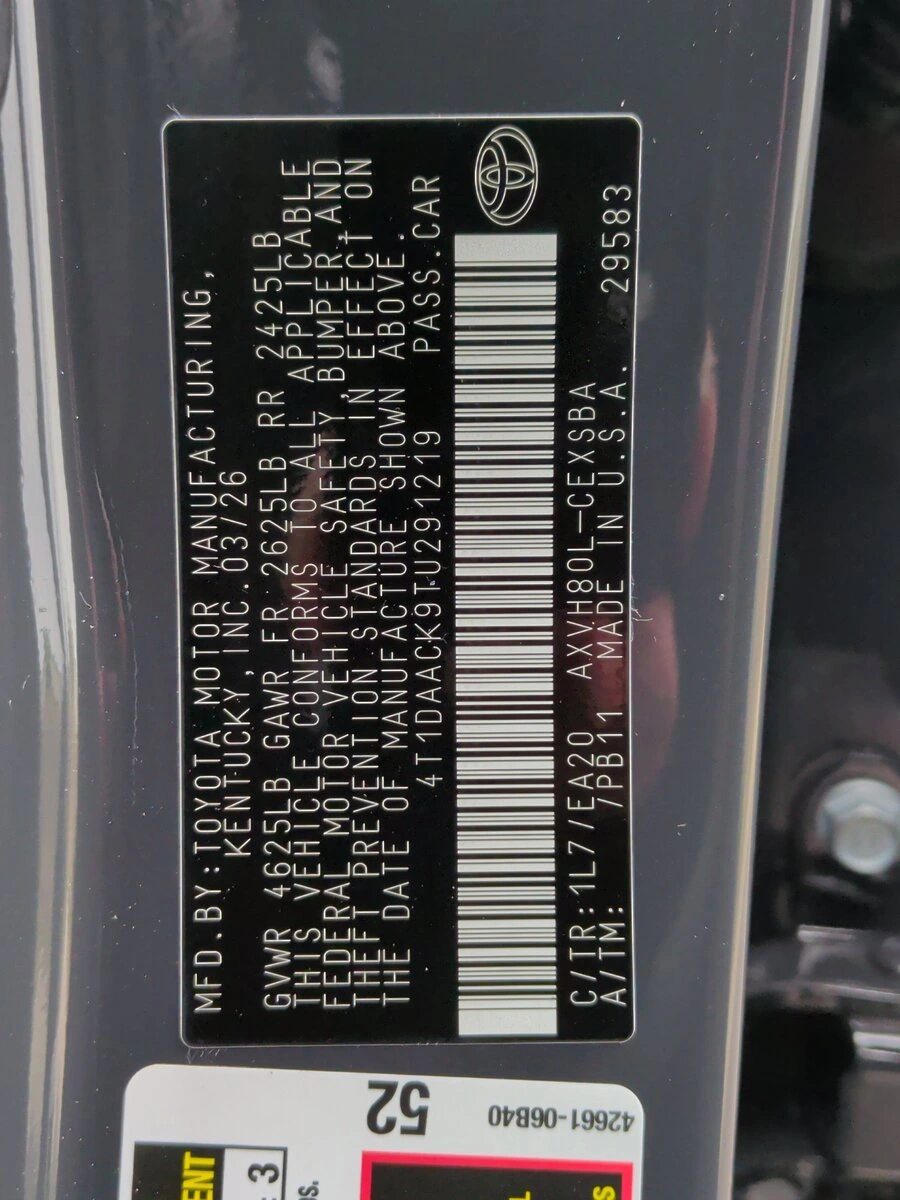 MFD.BY:TOYOTA MOTOR MANUFACTURING,
KENTUCKY,INC.03/26
GVWR 4625LB GAWR FR 2625LB RR 2425LB
THIS VEHICLE CONFORMS TO ALL APPLICABLE
FEDERAL MOTOR VEHICLE SAFETY,BUMPER,AND
THEFT PREVENTION STANDARDS IN EFFECT ON
THE DATE OF MANUFACTURE SHOWN ABOVE.
4T1DAACK9TU291219 PASS.CAR
C/TR:1L7/EA20 AXVH80L-CEXSBA
A/TM: /PB11 MADE IN U.S.A. 29583
42661-06B40
52
3